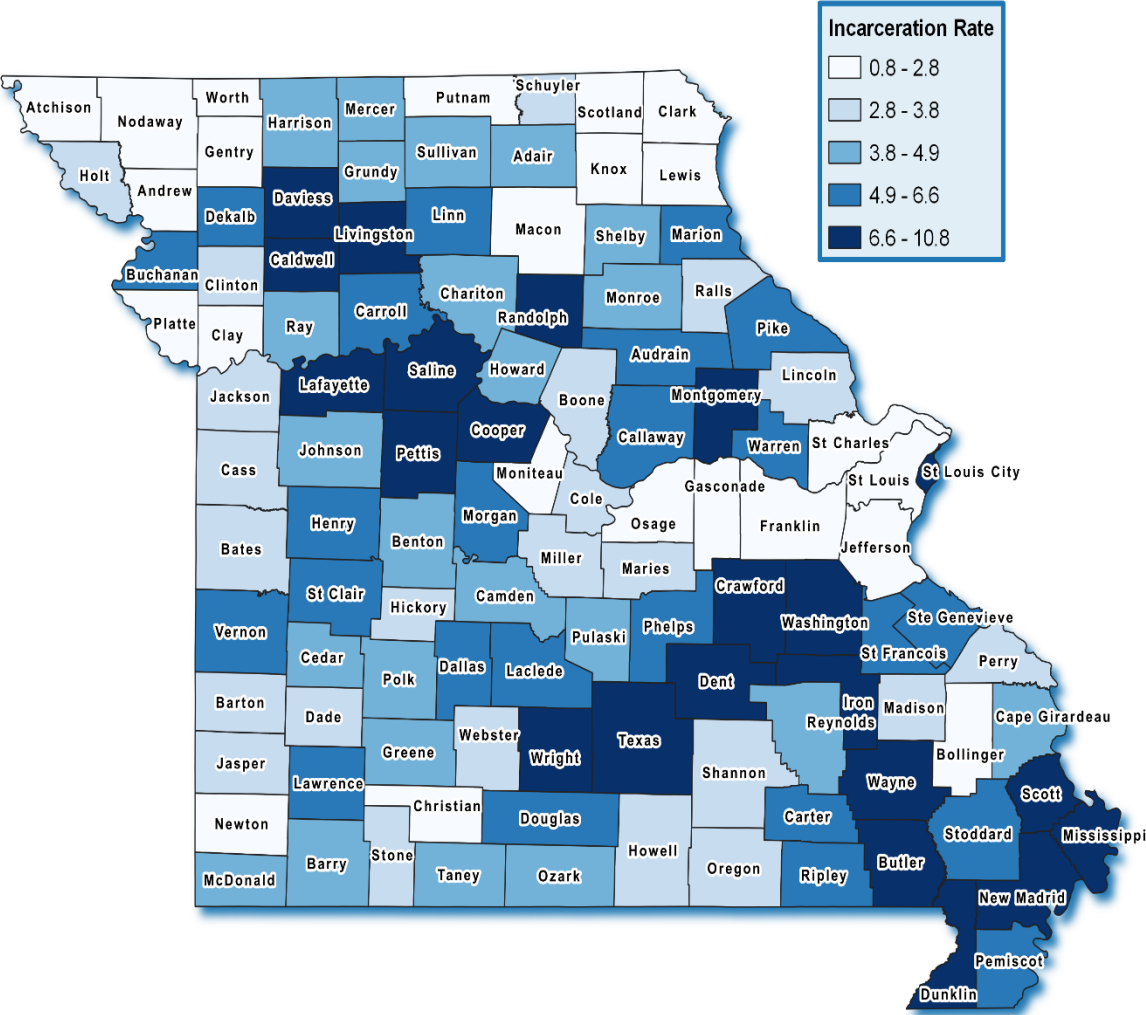 Incarceration Rate
0.8 - 2.8
2.8 - 3.8
3.8 - 4.9
4.9 - 6.6
6.6 - 10.8
Atchison
Nodaway
Worth
Harrison
Mercer
Putnam
Schuyler
Scotland
Clark
Holt
Andrew
Gentry
Daviess
Grundy
Sullivan
Adair
Knox
Lewis
Dekalb
Livingston
Linn
Macon
Shelby
Marion
Buchanan
Clinton
Caldwell
Carroll
Chariton
Randolph
Monroe
Ralls
Pike
Platte
Clay
Ray
Lafayette
Saline
Howard
Boone
Audrain
Montgomery
Lincoln
Jackson
Johnson
Pettis
Cooper
Moniteau
Callaway
Warren
St Charles
St Louis
St Louis City
Cass
Henry
Benton
Morgan
Cole
Osage
Gasconade
Franklin
Jefferson
Bates
St Clair
Hickory
Camden
Miller
Maries
Crawford
Washington
Ste Genevieve
Vernon
Cedar
Polk
Dallas
Laclede
Pulaski
Phelps
Dent
St Francois
Perry
Barton
Dade
Greene
Webster
Wright
Texas
Iron
Reynolds
Madison
Bollinger
Cape Girardeau
Jasper
Lawrence
Christian
Douglas
Shannon
Carter
Wayne
Scott
Newton
Stoddard
Mississippi
McDonald
Barry
Stone
Taney
Ozark
Howell
Oregon
Ripley
Butler
New Madrid
Pemiscot
Dunklin